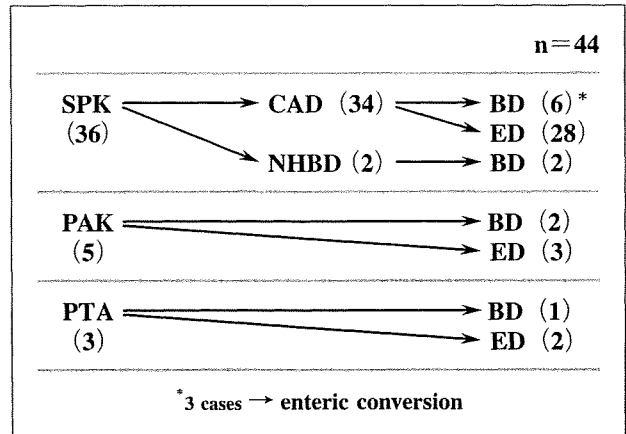 n=44
SPK → CAD (34) → BD (6)*
(36) ED (28)
NHBD (2) → BD (2)
PAK → BD (2)
(5) ED (3)
PTA → BD (1)
(3) ED (2)
*3 cases → enteric conversion